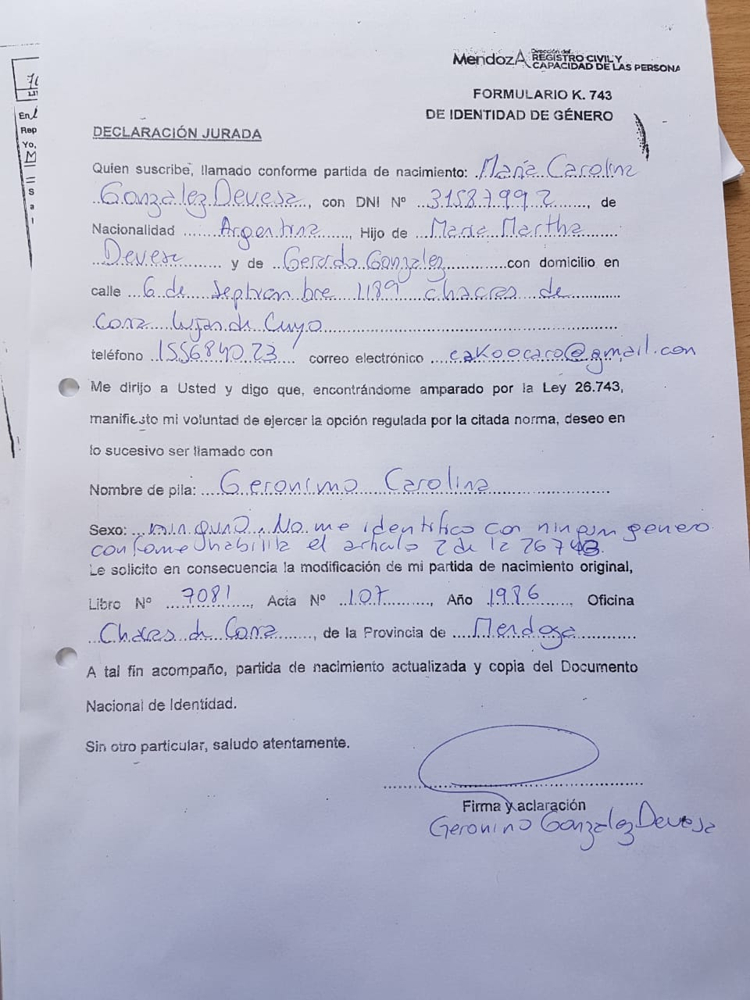 MendozA Dirección del
REGISTRO CIVIL Y
CAPACIDAD DE LAS PERSONA
FORMULARIO K. 743
DE IDENTIDAD DE GÉNERO
DECLARACIÓN JURADA
Quien suscribe, llamado conforme partida de nacimiento: María Carolina
Gonzalez Devesa, con DNI Nº 31587992, de
Nacionalidad Argentina, Hijo de Maria Martha
Devesa y de Gerardo Gonzalez con domicilio en
calle 6 de Septiembre 1189 chacras de
Coria Lujan de Cuyo
teléfono 155684023 correo electrónico cakoocaro@gmail.com
Me dirijo a Usted y digo que, encontrándome amparado por la Ley 26.743,
manifiesto mi voluntad de ejercer la opción regulada por la citada norma, deseo en
lo sucesivo ser llamado con
Nombre de pila: Geronimo Carolina
Sexo: ninguno. No me identifico con ningun genero
conforme habilita el articulo 2 de la 26743.
Le solicito en consecuencia la modificación de mi partida de nacimiento original,
Libro Nº 7081, Acta Nº 107, Año 1986, Oficina
Chacras de Coria, de la Provincia de Mendoza
A tal fin acompaño, partida de nacimiento actualizada y copia del Documento
Nacional de Identidad.
Sin otro particular, saludo atentamente.
Firma y aclaración
Geronimo Gonzalez Devesa
En
Rep
Yo,
M
S
a